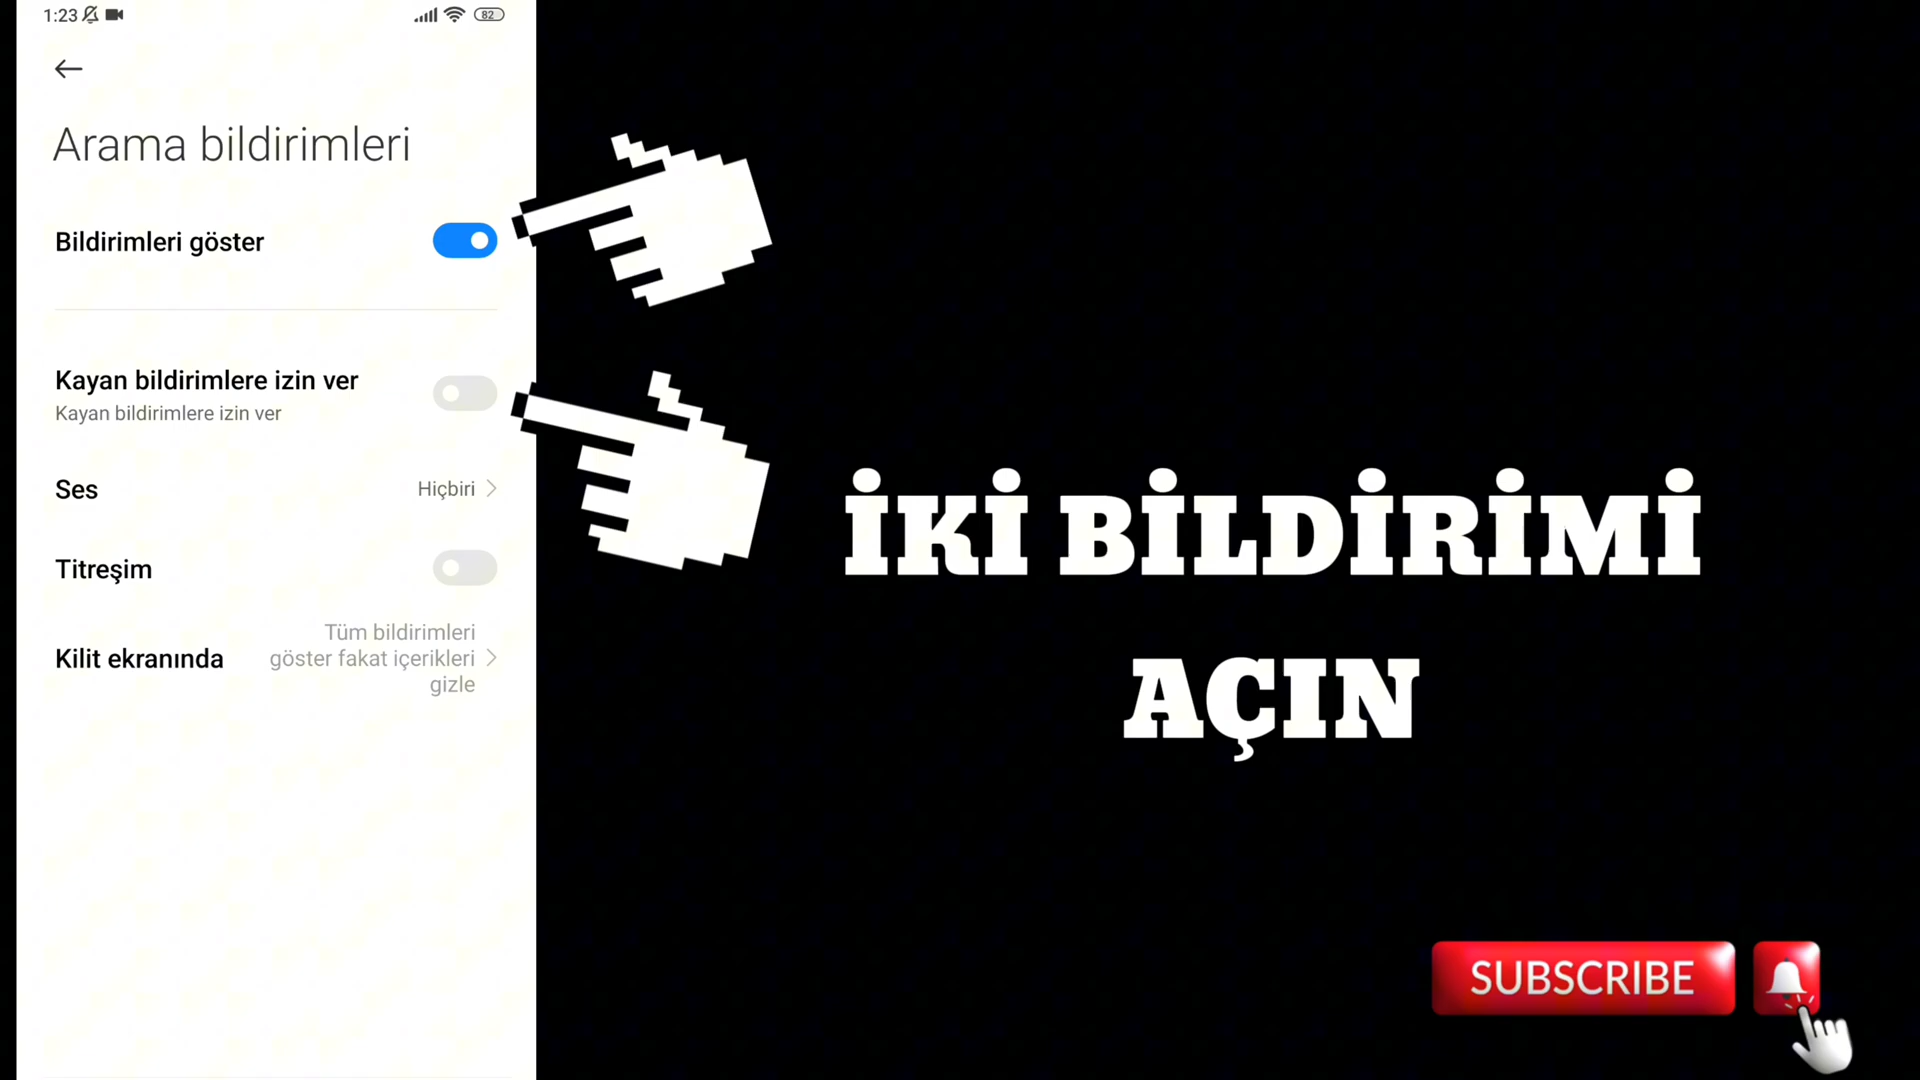 1:23
82
Arama bildirimleri
Bildirimleri göster
Kayan bildirimlere izin ver
Kayan bildirimlere izin ver
Ses
Hiçbiri
Titreşim
Kilit ekranında
Tüm bildirimleri
göster fakat içerikleri
gizle
İKİ BİLDİRİMİ
AÇIN
SUBSCRIBE